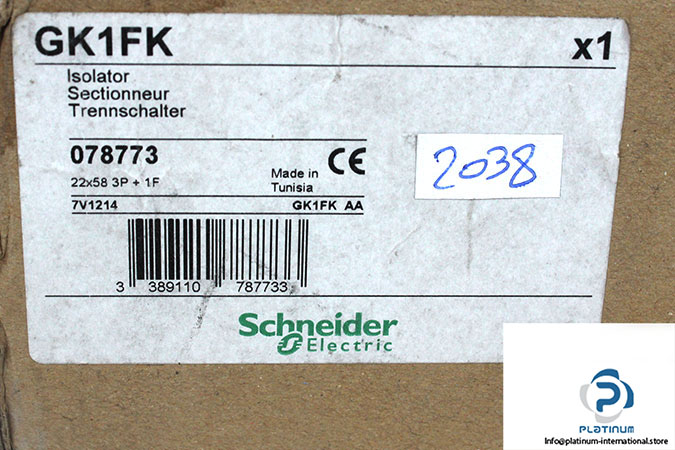 GK1FK x1
Isolator
Sectionneur
Trennschalter
078773
22x58 3P + 1F
Made in
Tunisia
CE
2038
7V1214 GK1FK AA
3 389110 787733
Schneider
Electric
PLATINUM
Info@platinum-international.store